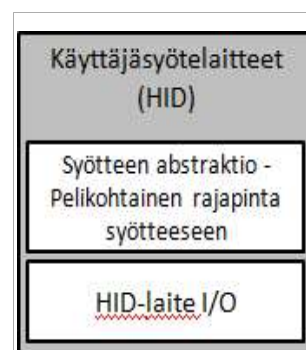 Käyttäjäsyötelaitteet
(HID)
Syötteen abstraktio -
Pelikohtainen rajapinta
syötteeseen
HID-laite I/O